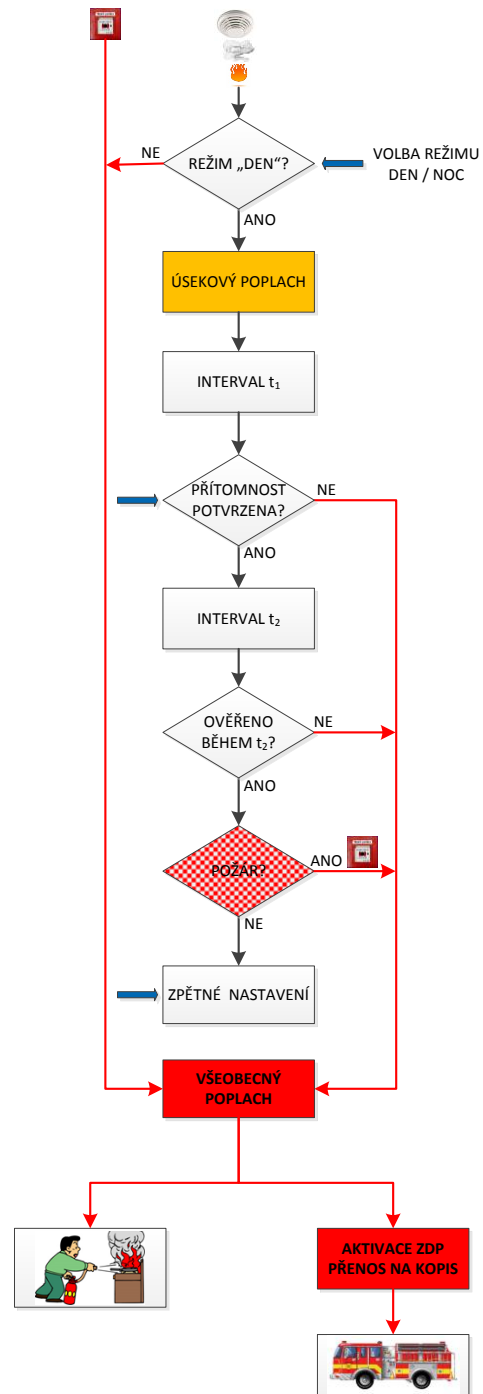 NE
REŽIM „DEN“?
VOLBA REŽIMU
DEN / NOC
ANO
ÚSEKOVÝ POPLACH
INTERVAL t₁
PŘÍTOMNOST
POTVRZENA?
NE
ANO
INTERVAL t₂
OVĚŘENO
BĚHEM t₂?
NE
ANO
POŽÁR?
ANO
NE
ZPĚTNÉ NASTAVENÍ
VŠEOBECNÝ
POPLACH
AKTIVACE ZDP
PŘENOS NA KOPIS